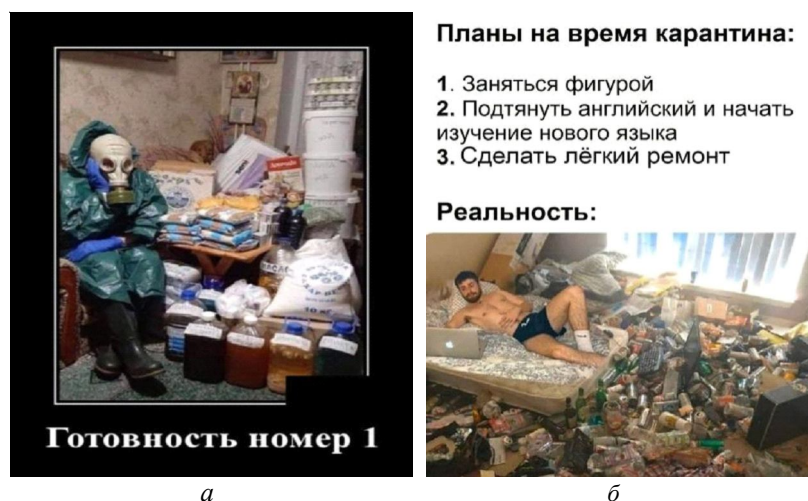 Готовность номер 1
а
Планы на время карантина:
1. Заняться фигурой
2. Подтянуть английский и начать
изучение нового языка
3. Сделать лёгкий ремонт
Реальность:
б